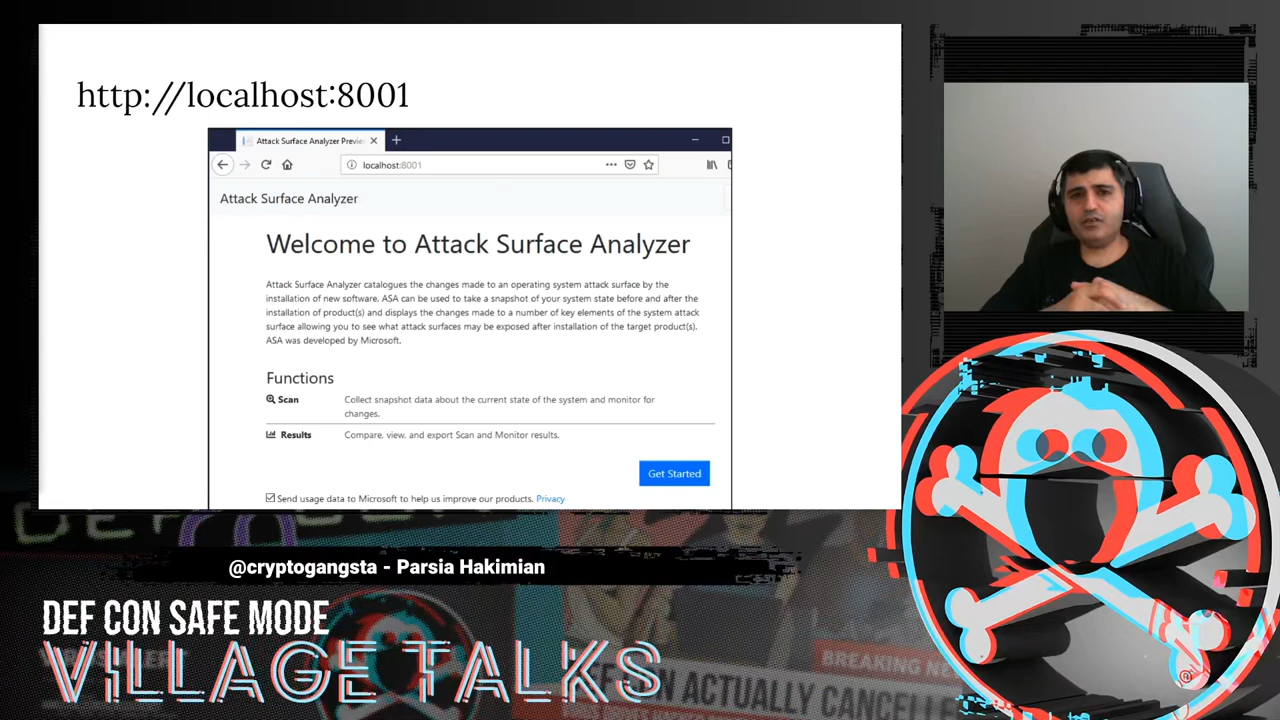 http://localhost:8001
Attack Surface Analyzer Previe
localhost:8001
Attack Surface Analyzer
Welcome to Attack Surface Analyzer
Attack Surface Analyzer catalogues the changes made to an operating system attack surface by the
installation of new software. ASA can be used to take a snapshot of your system state before and after the
installation of product(s) and displays the changes made to a number of key elements of the system attack
surface allowing you to see what attack surfaces may be exposed after installation of the target product(s).
ASA was developed by Microsoft.
Functions
Scan Collect snapshot data about the current state of the system and monitor for
changes.
Results Compare, view, and export Scan and Monitor results.
Get Started
Send usage data to Microsoft to help us improve our products. Privacy
@cryptogangsta - Parsia Hakimian
DEF CON SAFE MODE
VILLAGE TALKS
DEF CON
BREAKING NE
CON ACTUALLY CANCELLE